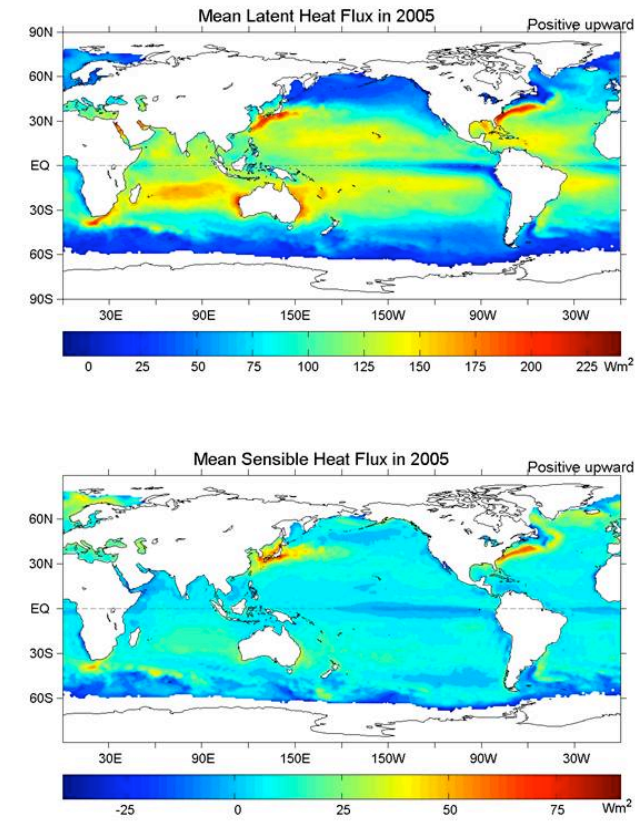 Mean Latent Heat Flux in 2005
Positive upward
90N
60N
30N
EQ
30S
60S
90S
30E 90E 150E 150W 90W 30W
0 25 50 75 100 125 150 175 200 225 Wm²
Mean Sensible Heat Flux in 2005
Positive upward
60N
30N
EQ
30S
60S
30E 90E 150E 150W 90W 30W
-25 0 25 50 75 Wm²